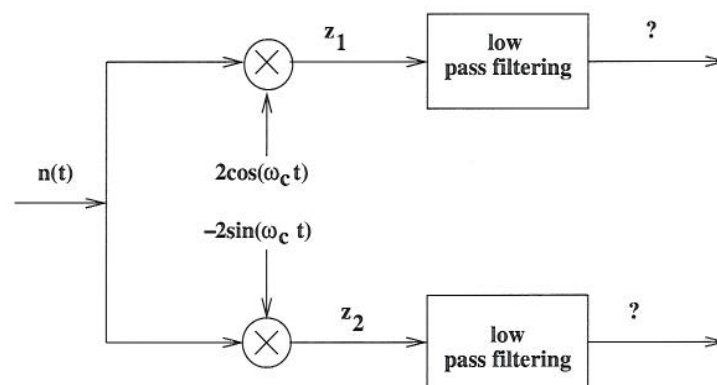 z1
low
pass filtering
?
n(t)
2cos(ωc t)
−2sin(ωc t)
z2
low
pass filtering
?